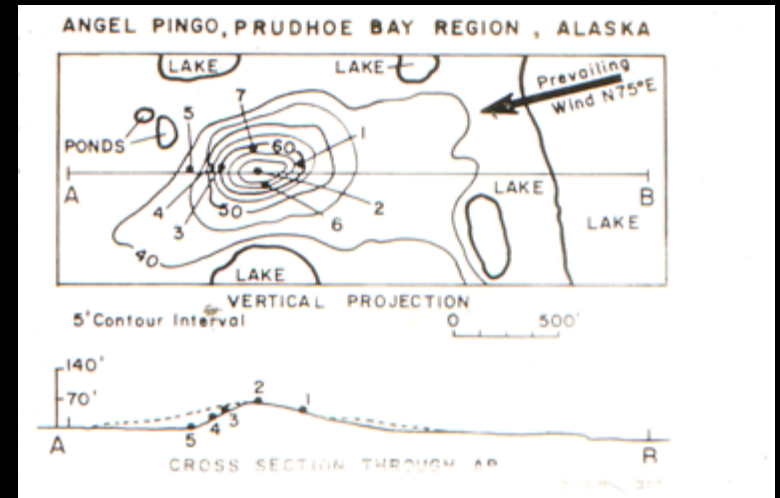 ANGEL PINGO, PRUDHOE BAY REGION, ALASKA
LAKE
LAKE
Prevailing
Wind N75°E
7
5
1
PONDS
60
A
LAKE
B
4
50
2
3
6
LAKE
40
LAKE
VERTICAL PROJECTION
5' Contour Interval
0 500'
140'
70'
2
1
3
4
5
A
B
CROSS SECTION THROUGH